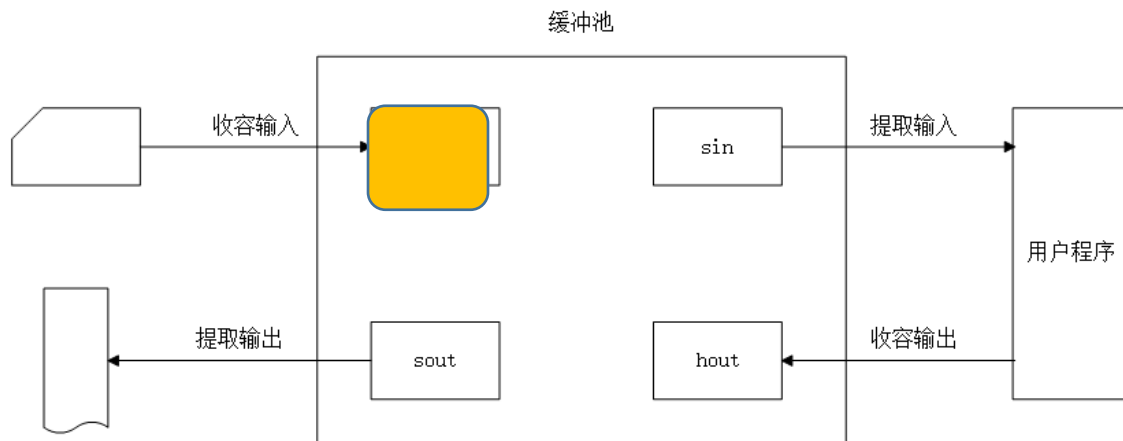 缓冲池
收容输入
sin
提取输入
用户程序
提取输出
sout
hout
收容输出